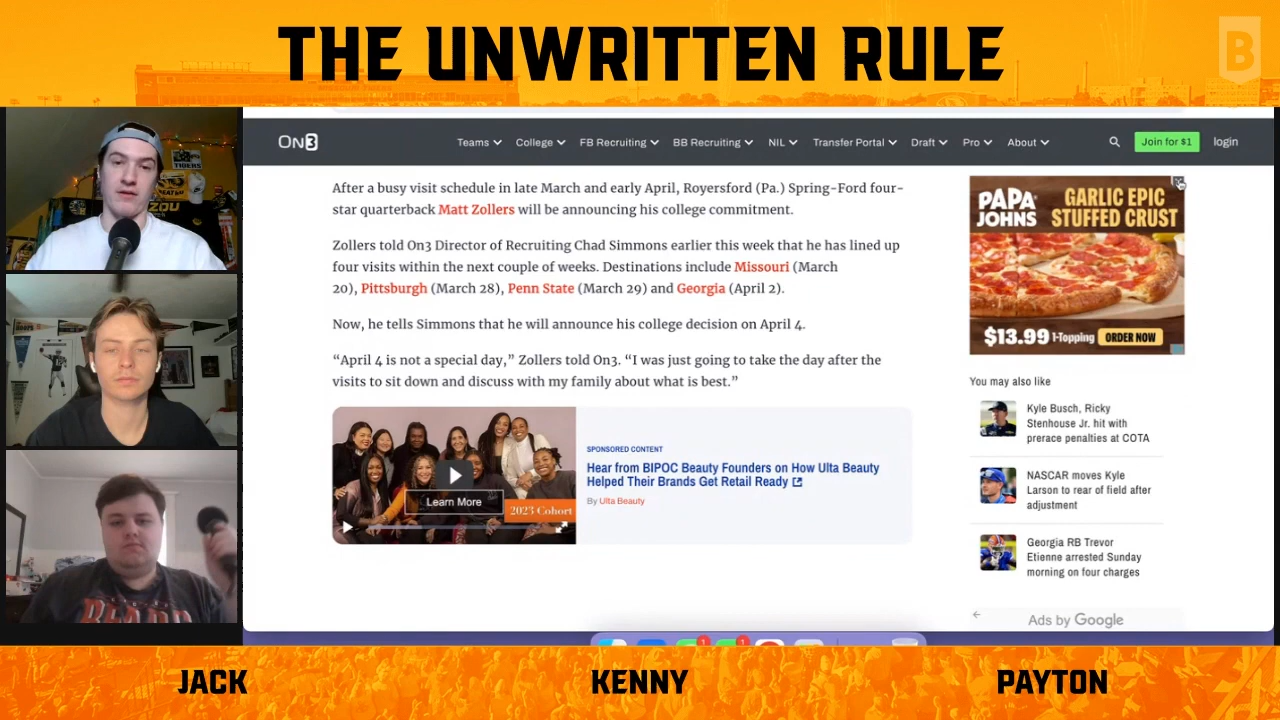 THE UNWRITTEN RULE
B
TIGERS
ZOU
ON3
Teams
College
FB Recruiting
BB Recruiting
NIL
Transfer Portal
Draft
Pro
About
Join for $1
login
After a busy visit schedule in late March and early April, Royersford (Pa.) Spring-Ford four-
star quarterback Matt Zollers will be announcing his college commitment.
Zollers told On3 Director of Recruiting Chad Simmons earlier this week that he has lined up
four visits within the next couple of weeks. Destinations include Missouri (March
20), Pittsburgh (March 28), Penn State (March 29) and Georgia (April 2).
Now, he tells Simmons that he will announce his college decision on April 4.
“April 4 is not a special day,” Zollers told On3. “I was just going to take the day after the
visits to sit down and discuss with my family about what is best.”
Learn More
2023 Cohort
SPONSORED CONTENT
Hear from BIPOC Beauty Founders on How Ulta Beauty
Helped Their Brands Get Retail Ready
By Ulta Beauty
PAPA JOHNS
GARLIC EPIC
STUFFED CRUST
$13.99 1-Topping ORDER NOW
You may also like
Kyle Busch, Ricky
Stenhouse Jr. hit with
prerace penalties at COTA
NASCAR moves Kyle
Larson to rear of field after
adjustment
Georgia RB Trevor
Etienne arrested Sunday
morning on four charges
Ads by Google
1
1
JACK
KENNY
PAYTON